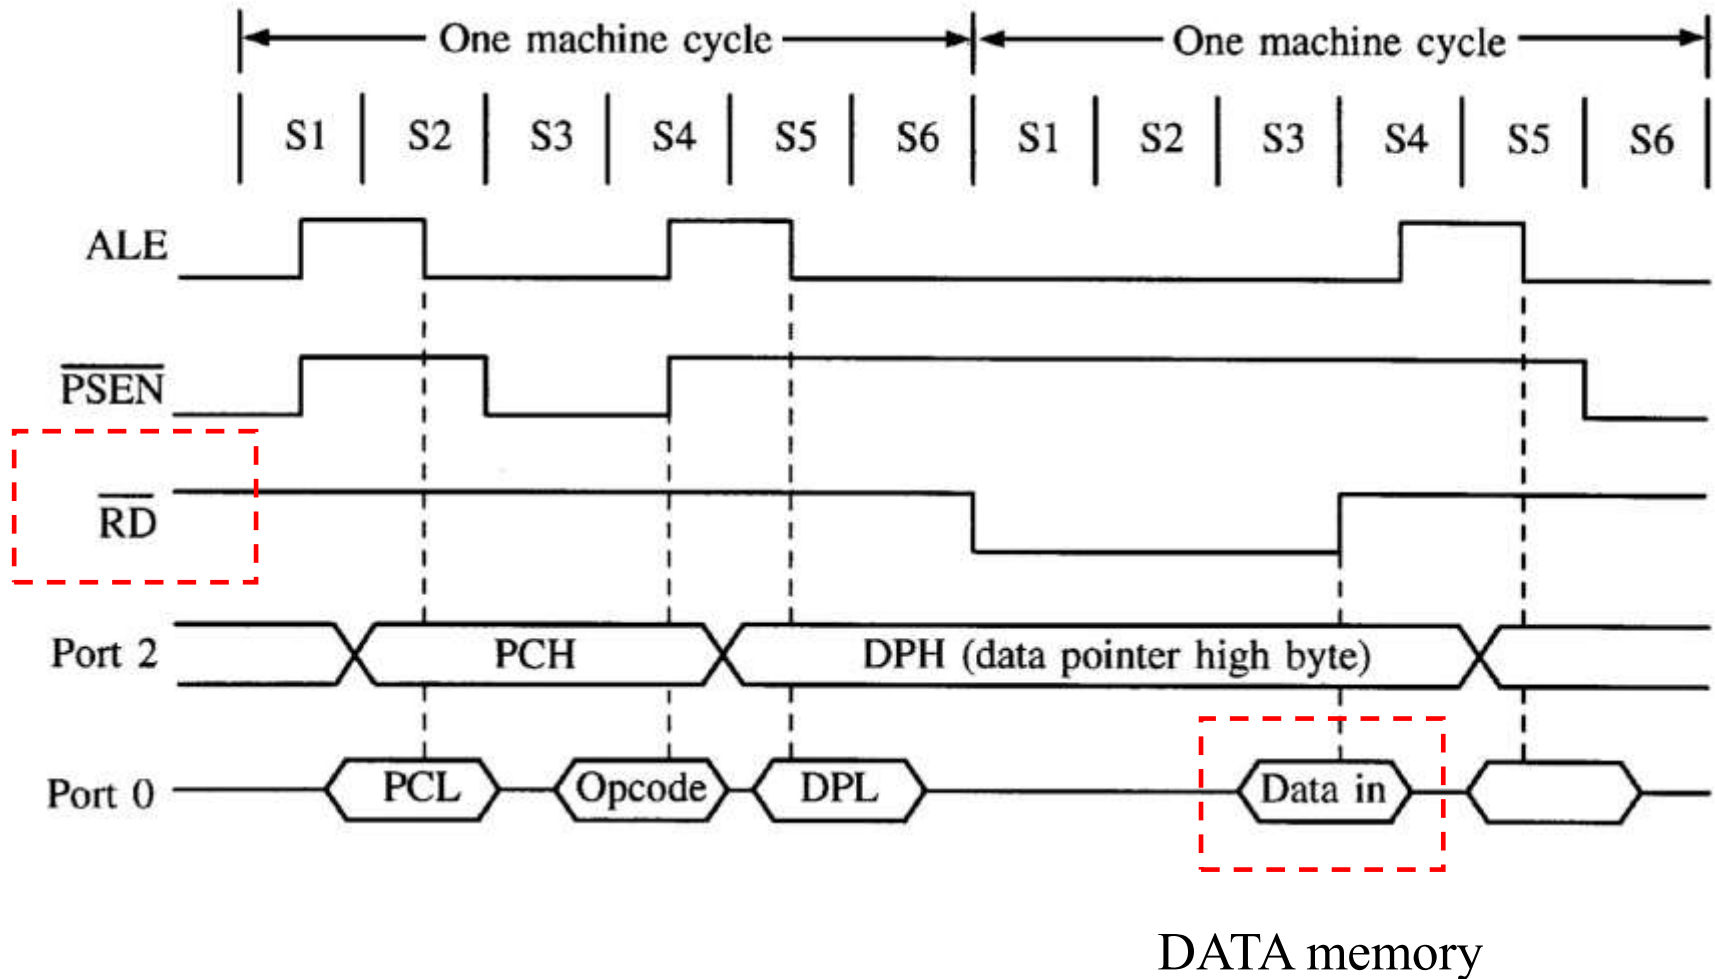 One machine cycle One machine cycle
S1 S2 S3 S4 S5 S6 S1 S2 S3 S4 S5 S6
ALE
PSEN
RD
Port 2 PCH DPH (data pointer high byte)
Port 0 PCL Opcode DPL Data in
DATA memory